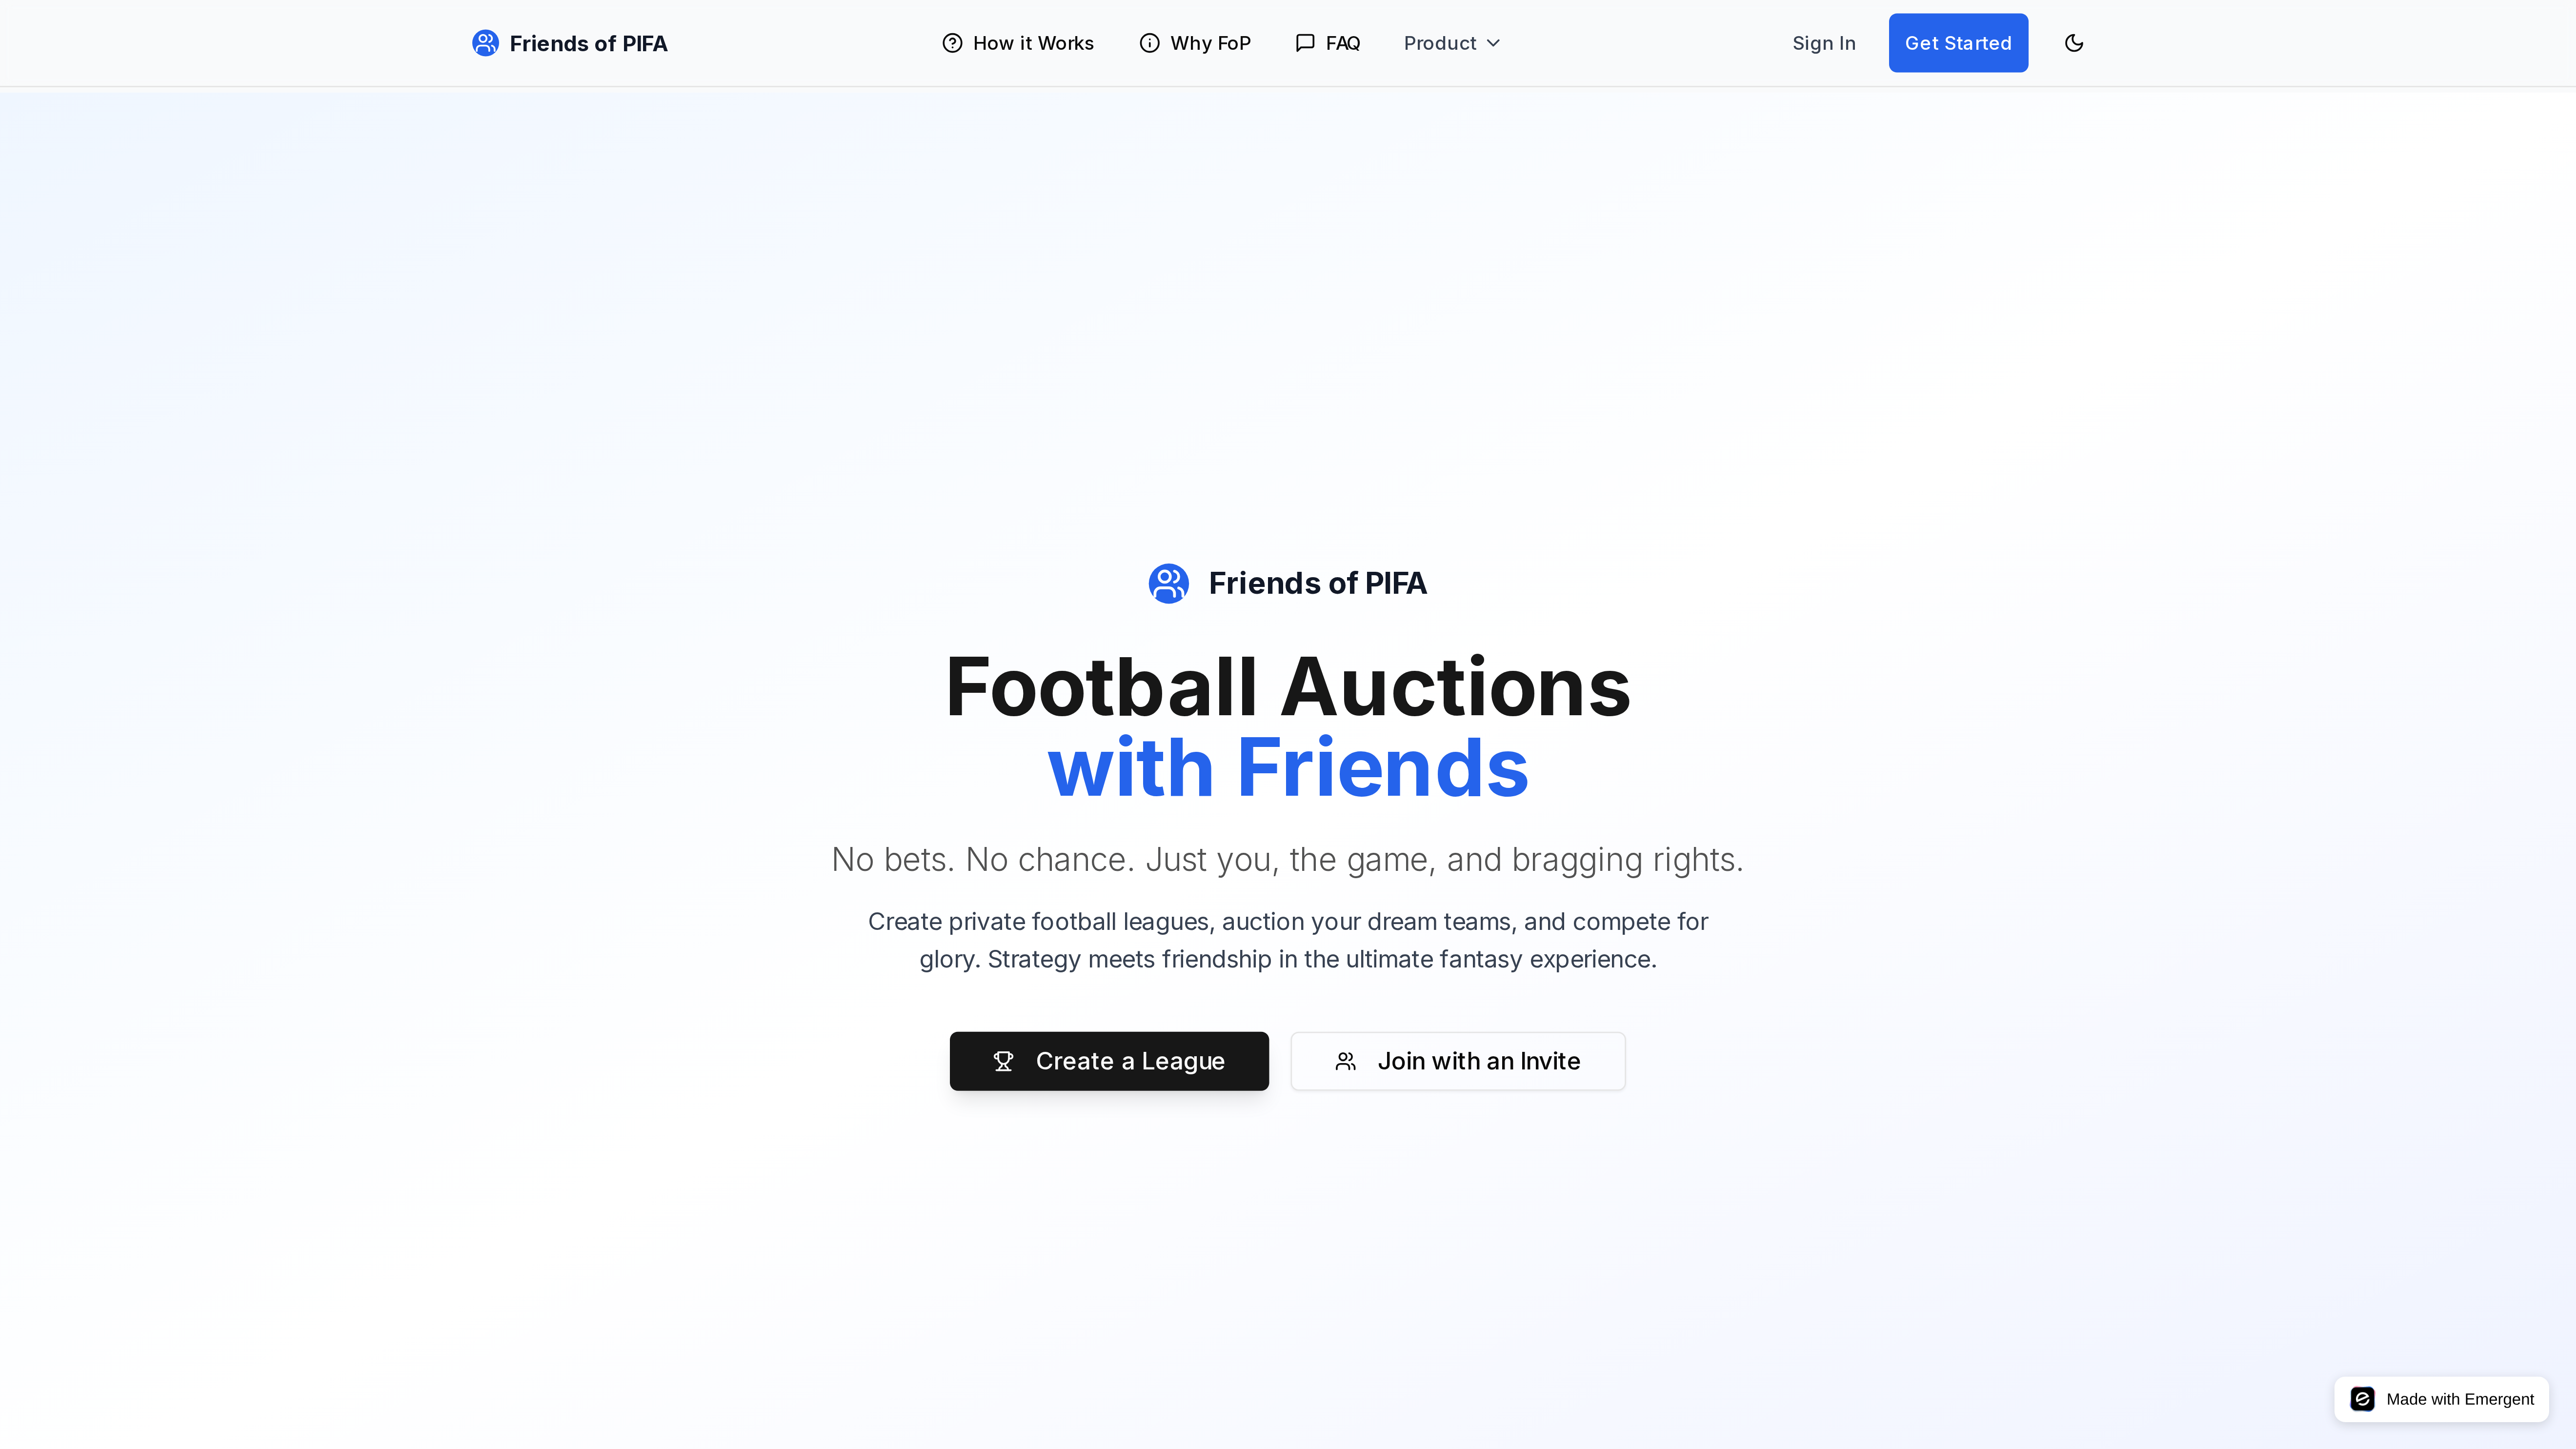 Friends of PIFA
How it Works
Why FoP
FAQ
Product
Sign In
Get Started
Friends of PIFA
Football Auctions
with Friends
No bets. No chance. Just you, the game, and bragging rights.
Create private football leagues, auction your dream teams, and compete for
glory. Strategy meets friendship in the ultimate fantasy experience.
Create a League
Join with an Invite
Made with Emergent